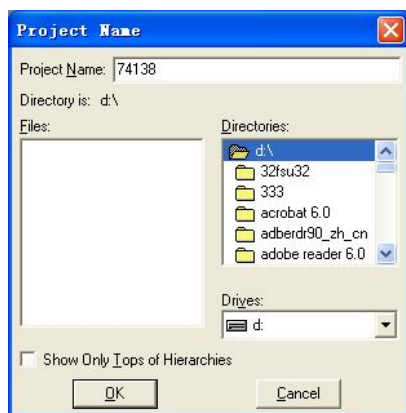 Project Name
Project Name: 74138
Directory is: d:\
Files:
Directories:
d:\
32fsu32
333
acrobat 6.0
adberdr90_zh_cn
adobe reader 6.0
Drives:
d:
Show Only Tops of Hierarchies
OK
Cancel